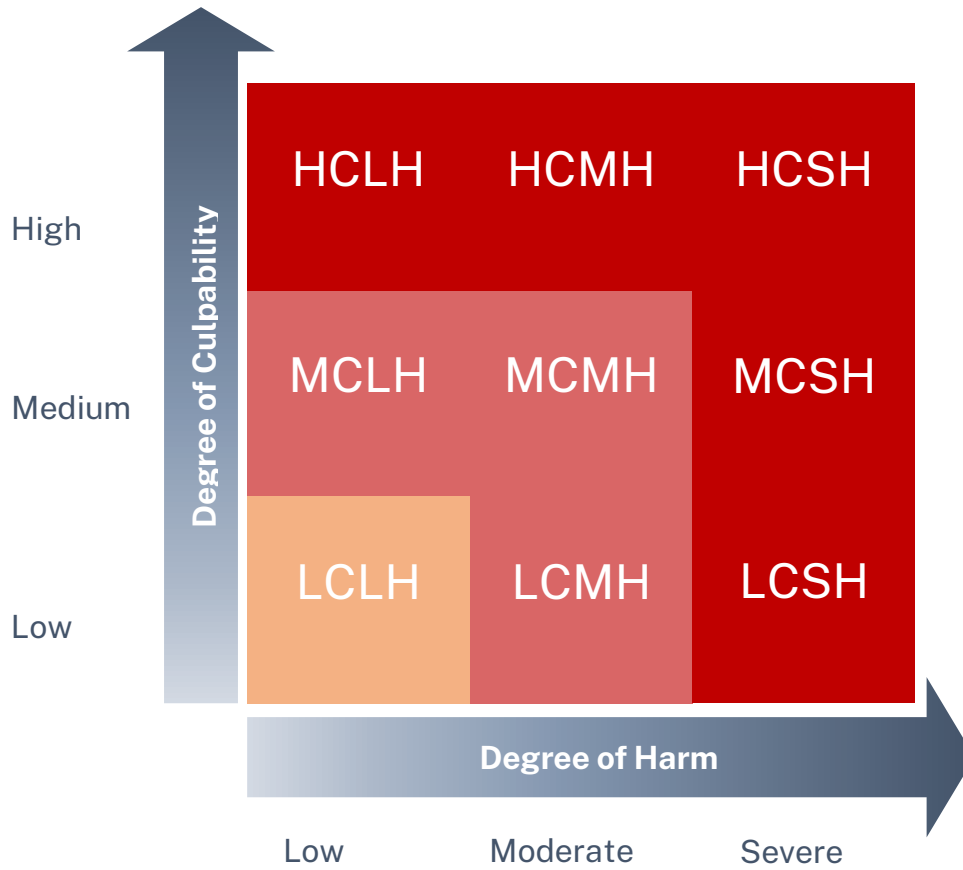 HCLH HCMH HCSH
High
Degree of Culpability
MCLH MCMH MCSH
Medium
LCLH LCMH LCSH
Low
Degree of Harm
Low Moderate Severe